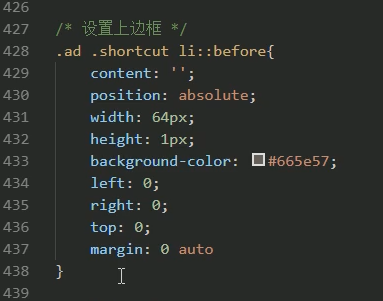 426
427 /* 设置上边框 */
428 .ad .shortcut li::before{
429 content: '';
430 position: absolute;
431 width: 64px;
432 height: 1px;
433 background-color: #665e57;
434 left: 0;
435 right: 0;
436 top: 0;
437 margin: 0 auto
438 }
439